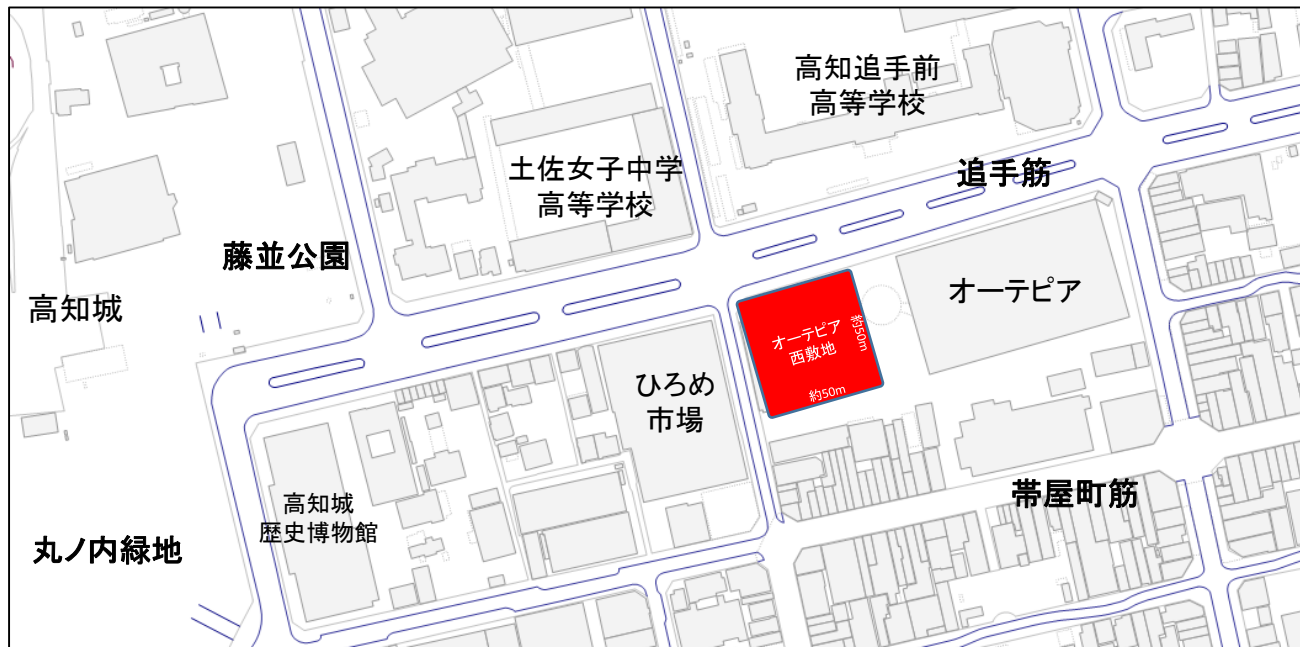 高知追手前
高等学校
土佐女子中学
高等学校
追手筋
藤並公園
高知城
オーテピア
オーテピア
西敷地
約50m
約50m
ひろめ
市場
高知城
歴史博物館
帯屋町筋
丸ノ内緑地